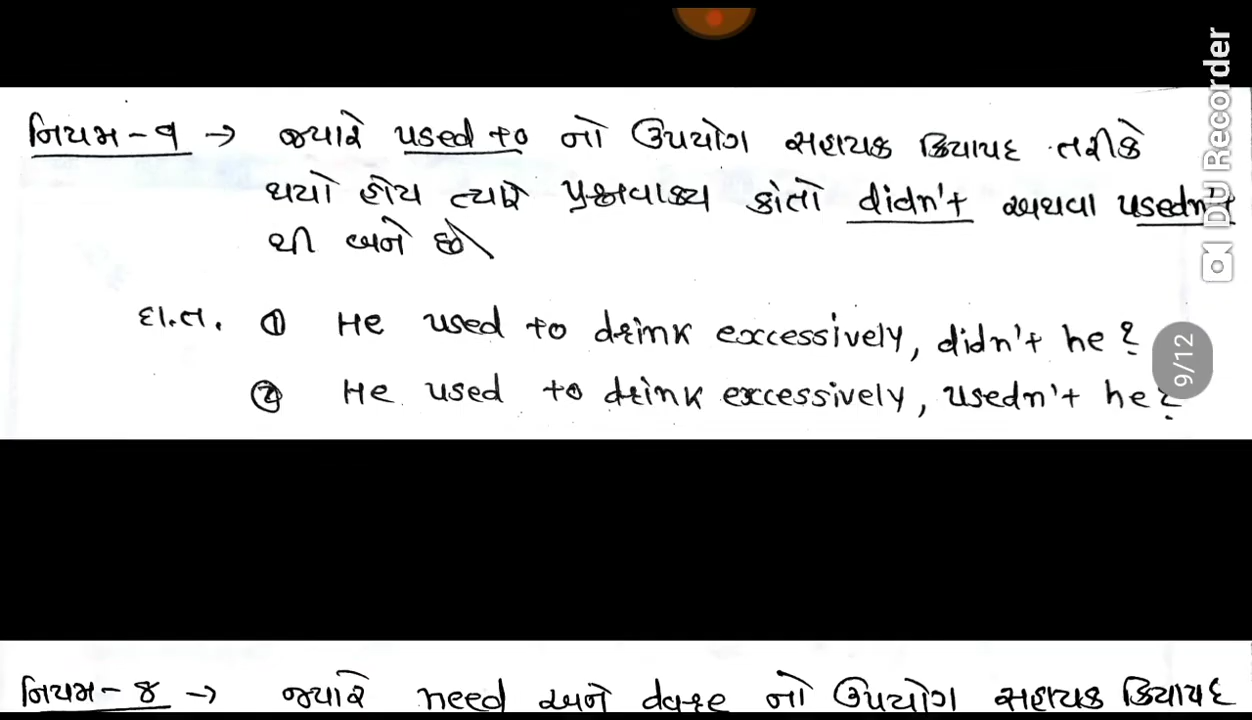 નિયમ - ૧ → જ્યારે used to નો ઉપયોગ સહાયક ક્રિયાપદ તરીકે
થયો હોય ત્યારે પ્રશ્નવાક્ય કાંતો didn't અથવા usedn't
થી બને છે.
દા.ત. ① He used to drink excessively, didn't he?
② He used to drink excessively, usedn't he?
નિયમ - ૪ → જ્યારે need અને dare નો ઉપયોગ સહાયક ક્રિયાપદ
DU Recorder
9/12